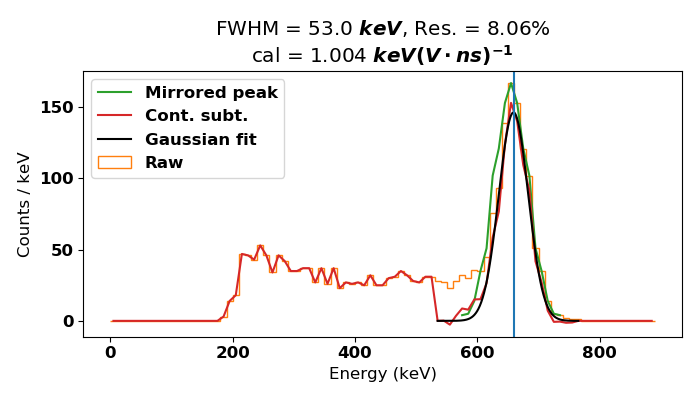 FWHM = 53.0 keV, Res. = 8.06%
cal = 1.004 keV(V · ns)⁻¹
Mirrored peak
Cont. subt.
Gaussian fit
Raw
Counts / keV
150
100
50
0
0 200 400 600 800
Energy (keV)